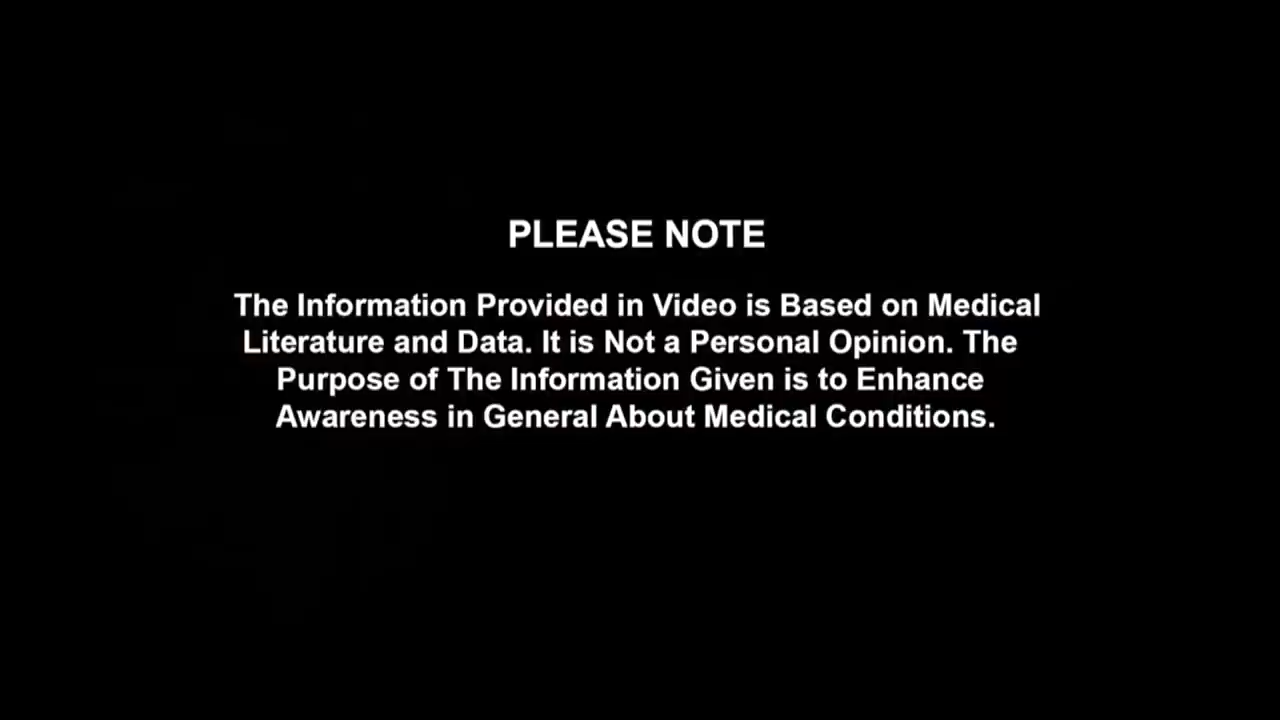 PLEASE NOTE
The Information Provided in Video is Based on Medical
Literature and Data. It is Not a Personal Opinion. The
Purpose of The Information Given is to Enhance
Awareness in General About Medical Conditions.